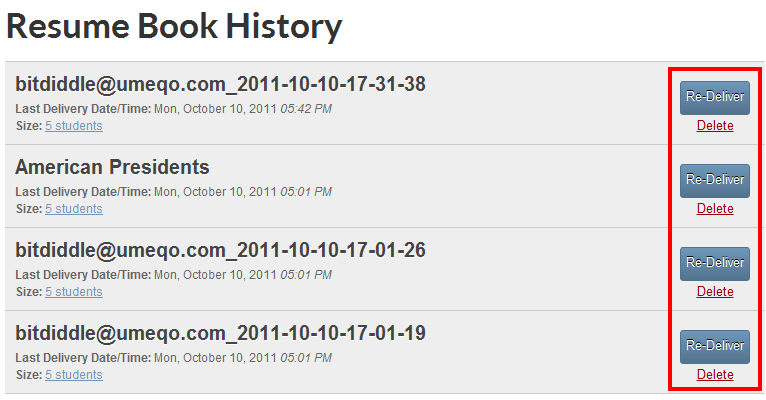 Resume Book History
bitdiddle@umeqo.com_2011-10-10-17-31-38
Last Delivery Date/Time: Mon, October 10, 2011 05:42 PM
Size: 5 students
Re-Deliver
Delete
American Presidents
Last Delivery Date/Time: Mon, October 10, 2011 05:01 PM
Size: 5 students
Re-Deliver
Delete
bitdiddle@umeqo.com_2011-10-10-17-01-26
Last Delivery Date/Time: Mon, October 10, 2011 05:01 PM
Size: 5 students
Re-Deliver
Delete
bitdiddle@umeqo.com_2011-10-10-17-01-19
Last Delivery Date/Time: Mon, October 10, 2011 05:01 PM
Size: 5 students
Re-Deliver
Delete